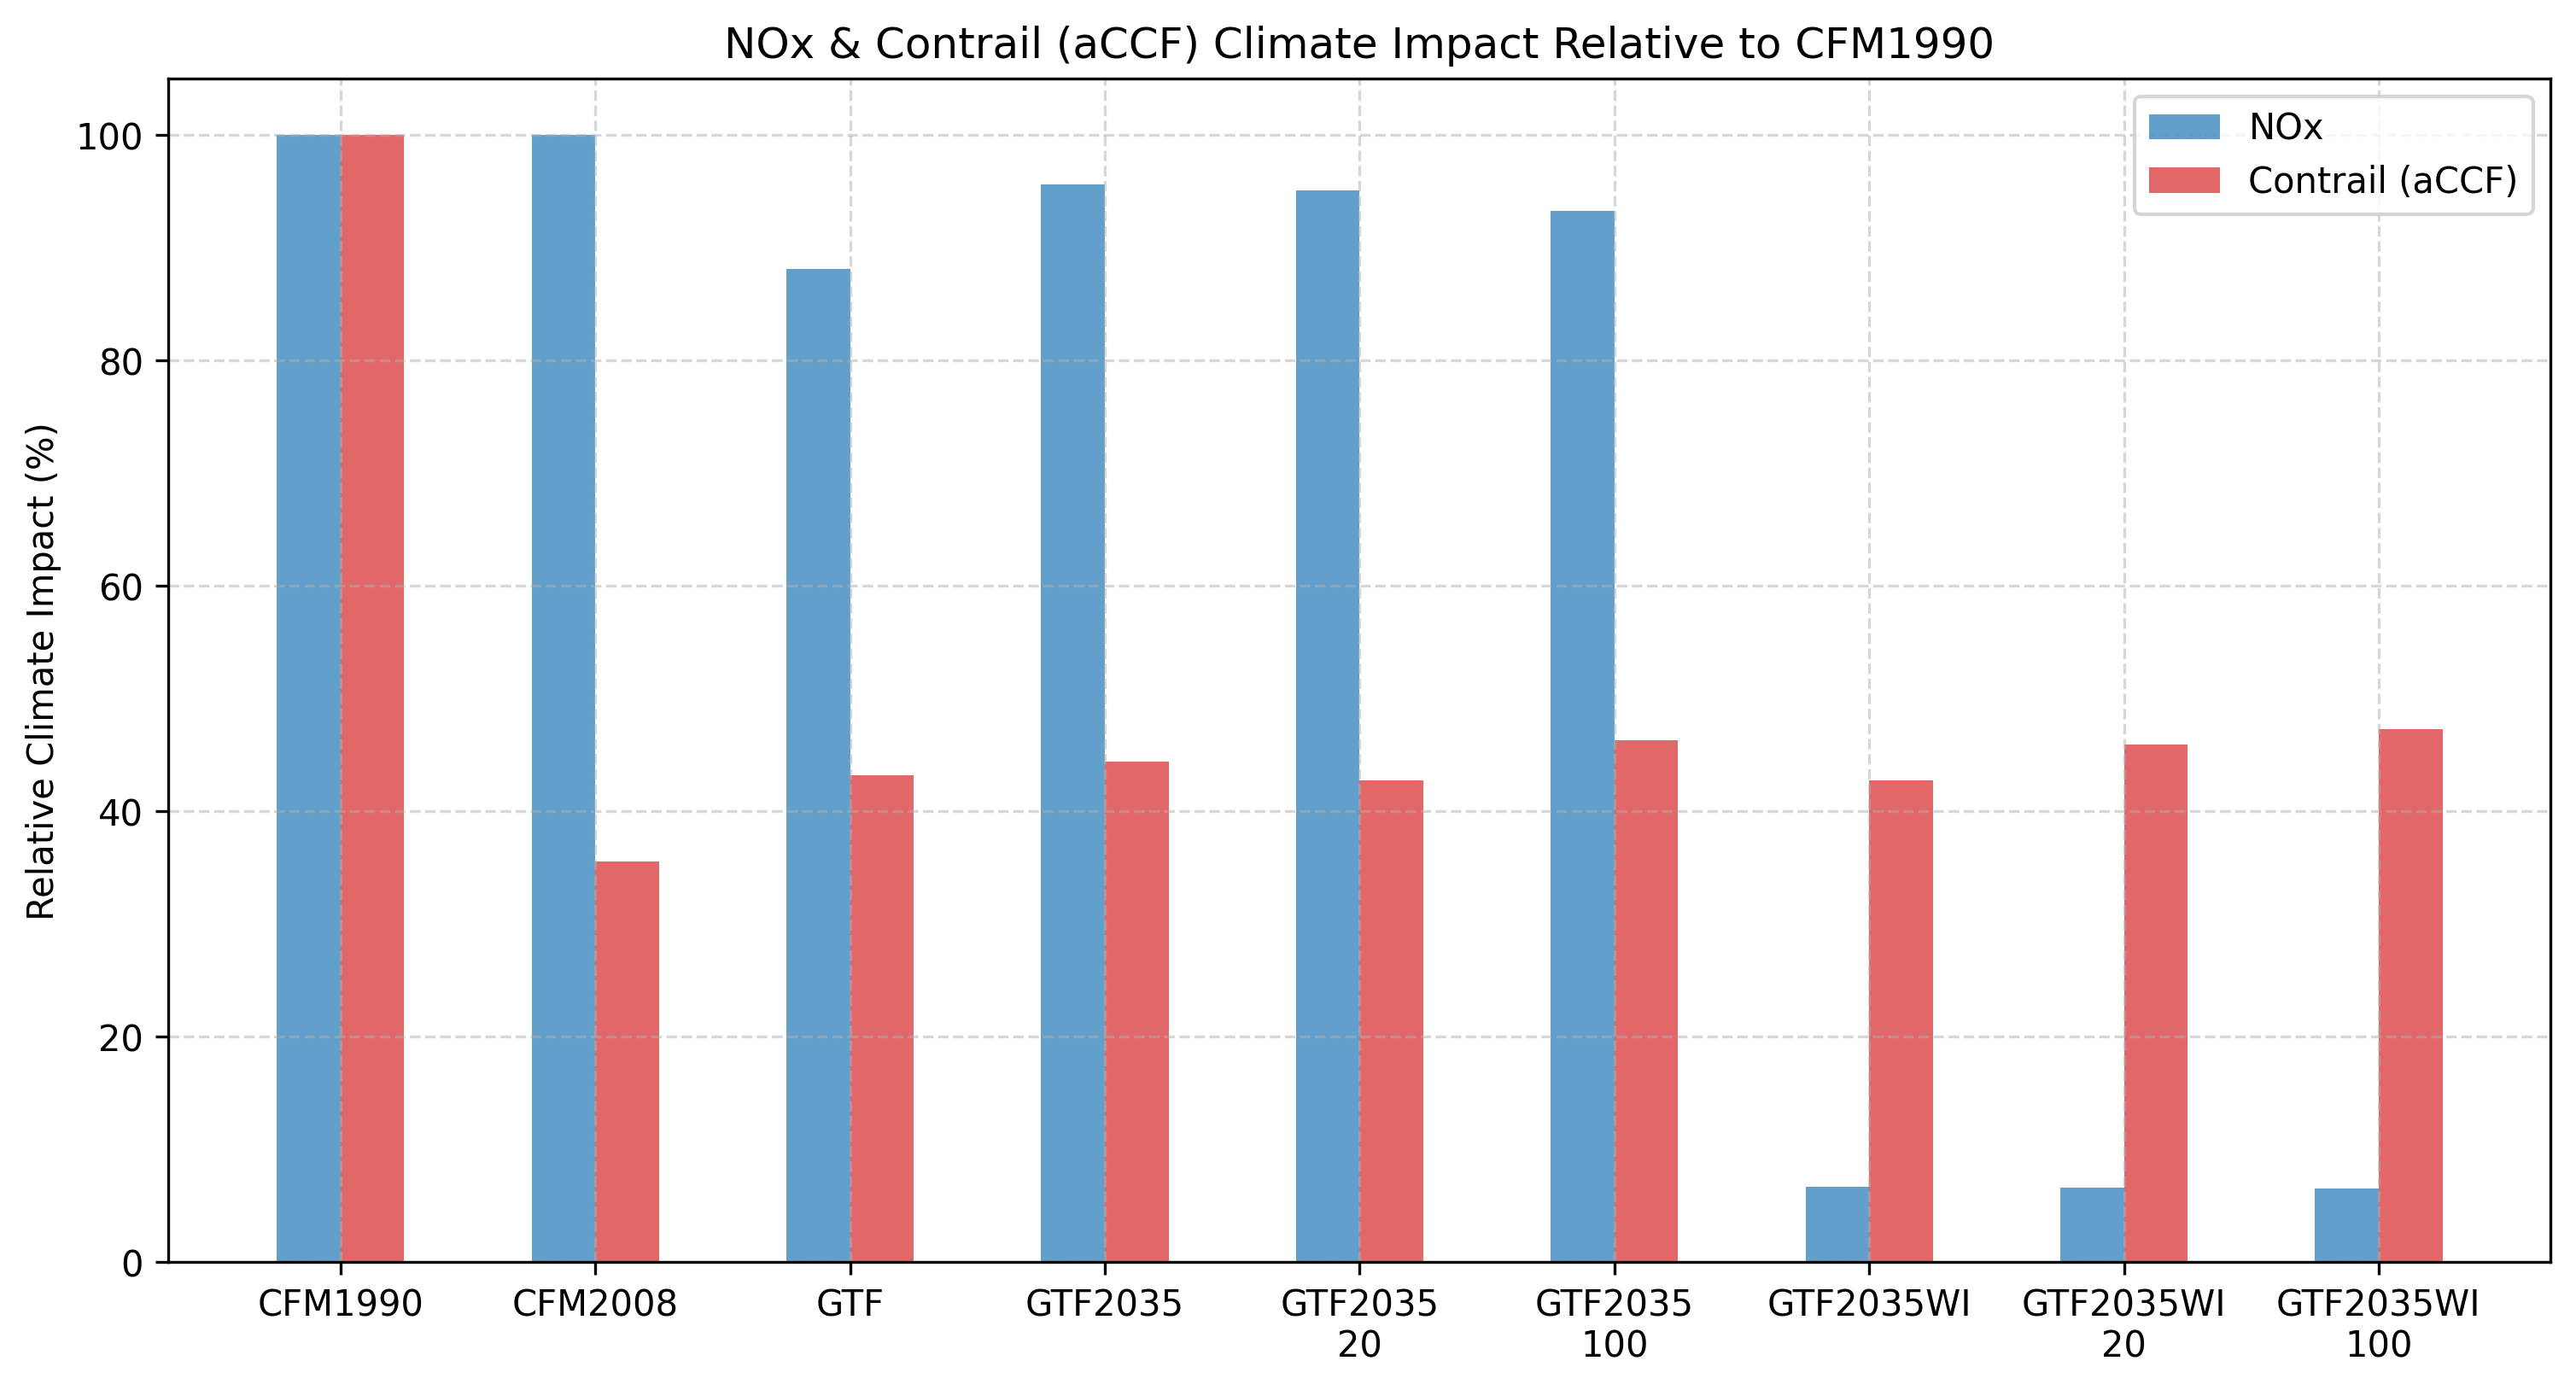 NOx & Contrail (aCCF) Climate Impact Relative to CFM1990
NOx
Contrail (aCCF)
Relative Climate Impact (%)
100
80
60
40
20
0
CFM1990
CFM2008
GTF
GTF2035
GTF2035
20
GTF2035
100
GTF2035WI
GTF2035WI
20
GTF2035WI
100